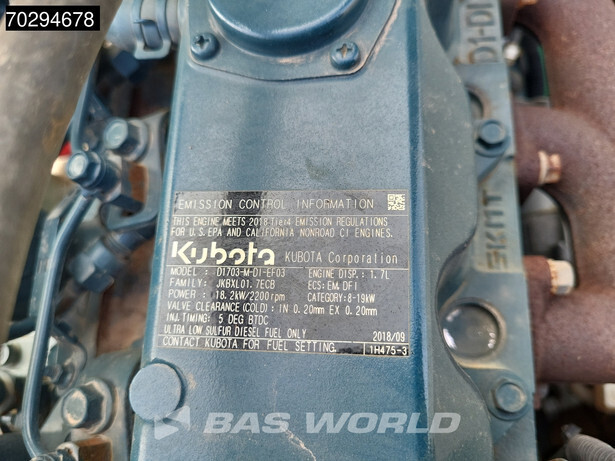 70294678
D1-DI
EMISSION CONTROL INFORMATION
THIS ENGINE MEETS 2018 Tier4 EMISSION REGULATIONS
FOR U.S.EPA AND CALIFORNIA NONROAD CI ENGINES.
Kubota KUBOTA Corporation
MODEL : D1703-M-DI-EF03 ENGINE DISP.: 1.7L
FAMILY: JKBXL01.7ECB ECS:EM,DFI
POWER : 18.2kW/2200rpm CATEGORY:8-19kW
VALVE CLEARANCE(COLD): IN 0.20mm EX 0.20mm
INJ.TIMING: 5 DEG BTDC
ULTRA LOW SULFUR DIESEL FUEL ONLY 2018/09
CONTACT KUBOTA FOR FUEL SETTING. 1H475-3
BAS WORLD